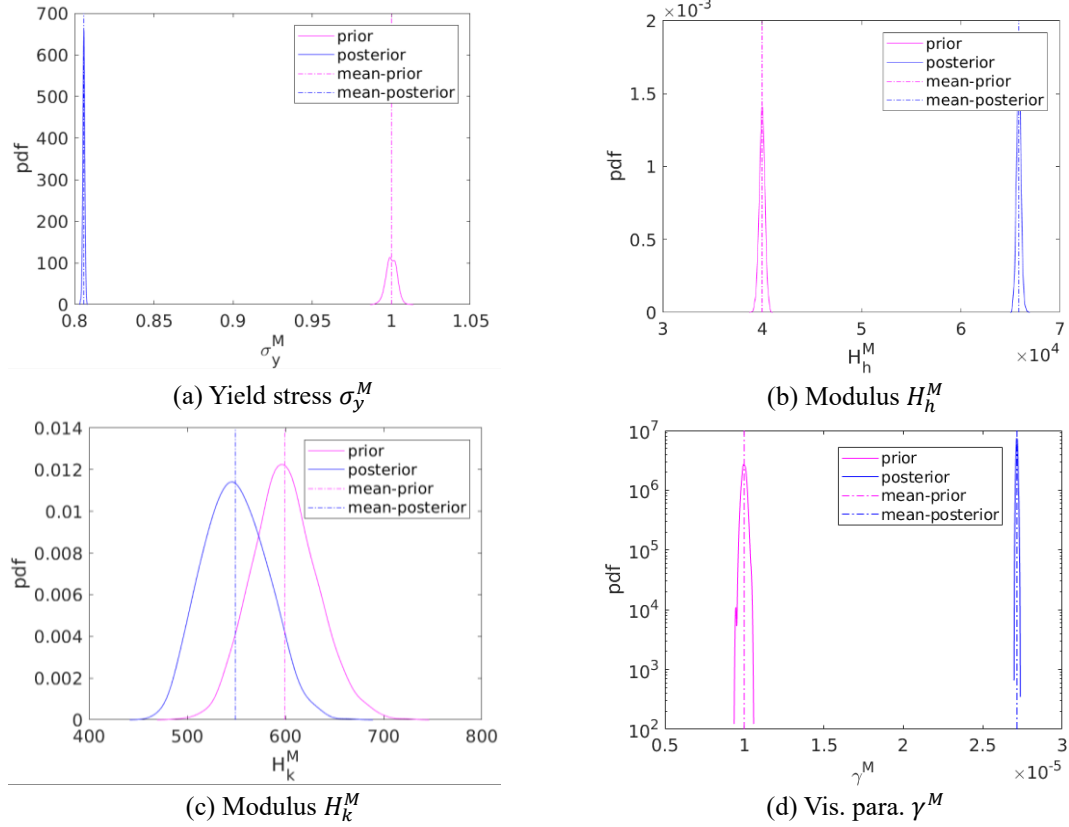 700
600
500
400
300
200
100
0
pdf
0.8
0.85
0.9
0.95
1
1.05
σ_y^M
prior
posterior
mean-prior
mean-posterior
(a) Yield stress σ_y^M
×10^-3
2
1.5
1
0.5
0
pdf
3
4
5
6
7
×10^4
H_h^M
prior
posterior
mean-prior
mean-posterior
(b) Modulus H_h^M
0.014
0.012
0.01
0.008
0.006
0.004
0.002
0
pdf
400
500
600
700
800
H_k^M
prior
posterior
mean-prior
mean-posterior
(c) Modulus H_k^M
10^7
10^6
10^5
10^4
10^3
10^2
pdf
0.5
1
1.5
2
2.5
3
×10^-5
γ^M
prior
posterior
mean-prior
mean-posterior
(d) Vis. para. γ^M